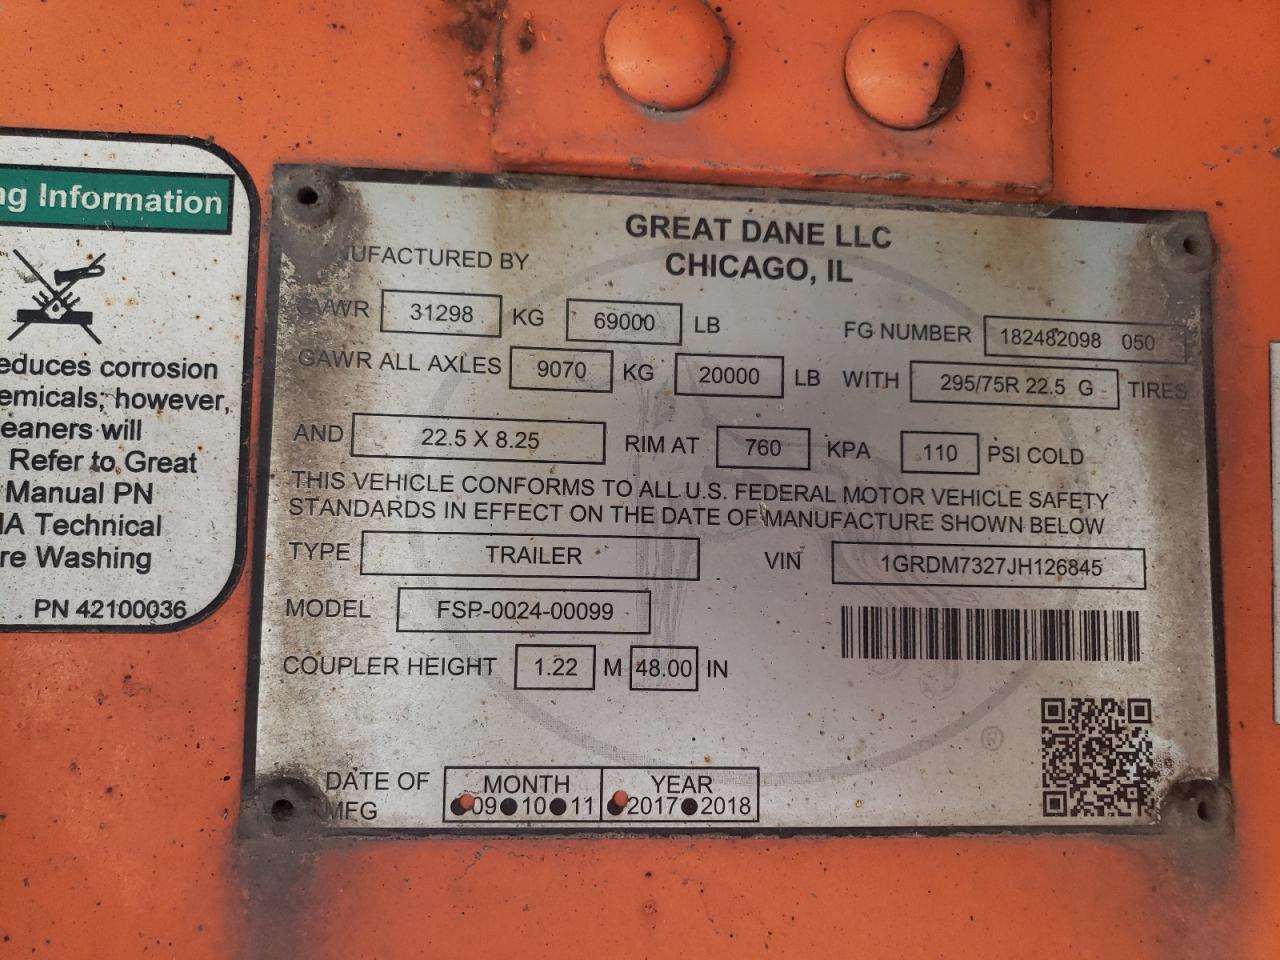 ng Information
educes corrosion
emicals; however,
eaners will
Refer to Great
Manual PN
IA Technical
re Washing
PN 42100036
GREAT DANE LLC
MANUFACTURED BY CHICAGO, IL
GVWR 31298 KG 69000 LB FG NUMBER 182482098 050
GAWR ALL AXLES 9070 KG 20000 LB WITH 295/75R 22.5 G TIRES
AND 22.5 X 8.25 RIM AT 760 KPA 110 PSI COLD
THIS VEHICLE CONFORMS TO ALL U.S. FEDERAL MOTOR VEHICLE SAFETY
STANDARDS IN EFFECT ON THE DATE OF MANUFACTURE SHOWN BELOW
TYPE TRAILER VIN 1GRDM7327JH126845
MODEL FSP-0024-00099
COUPLER HEIGHT 1.22 M 48.00 IN
®
DATE OF MONTH YEAR
MFG 09 10 11 2017 2018